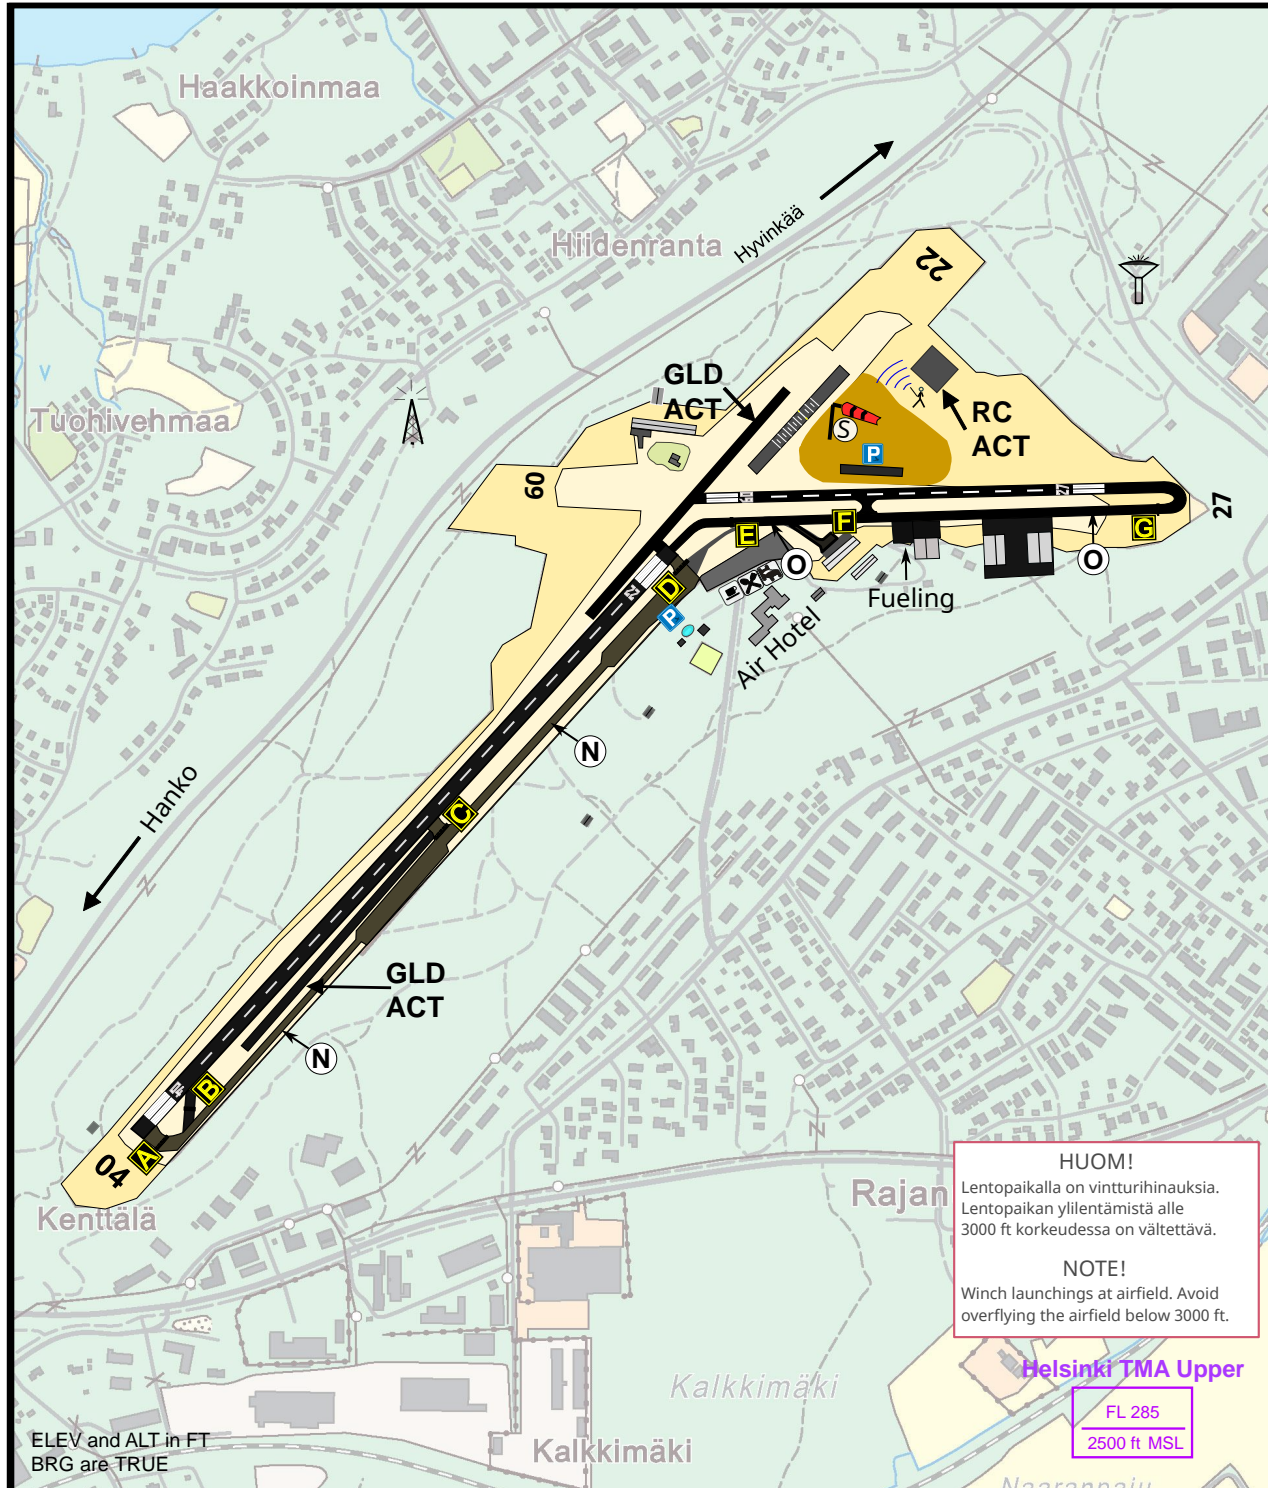 Haakkoinmaa
Hiidenranta
Hyvinkää
22
Tuohivehmaa
GLD
ACT
RC
ACT
S
P
09
27
22
E
F
G
O
O
D
P
Fueling
Air Hotel
N
C
Hanko
GLD
ACT
N
B
A
04
Kenttälä
Rajan
HUOM!
Lentopaikalla on vintturihinauksia.
Lentopaikan ylilentämistä alle
3000 ft korkeudessa on vältettävä.
NOTE!
Winch launchings at airfield. Avoid
overflying the airfield below 3000 ft.
Helsinki TMA Upper
FL 285
2500 ft MSL
Kalkkimäki
Kalkkimäki
ELEV and ALT in FT
BRG are TRUE